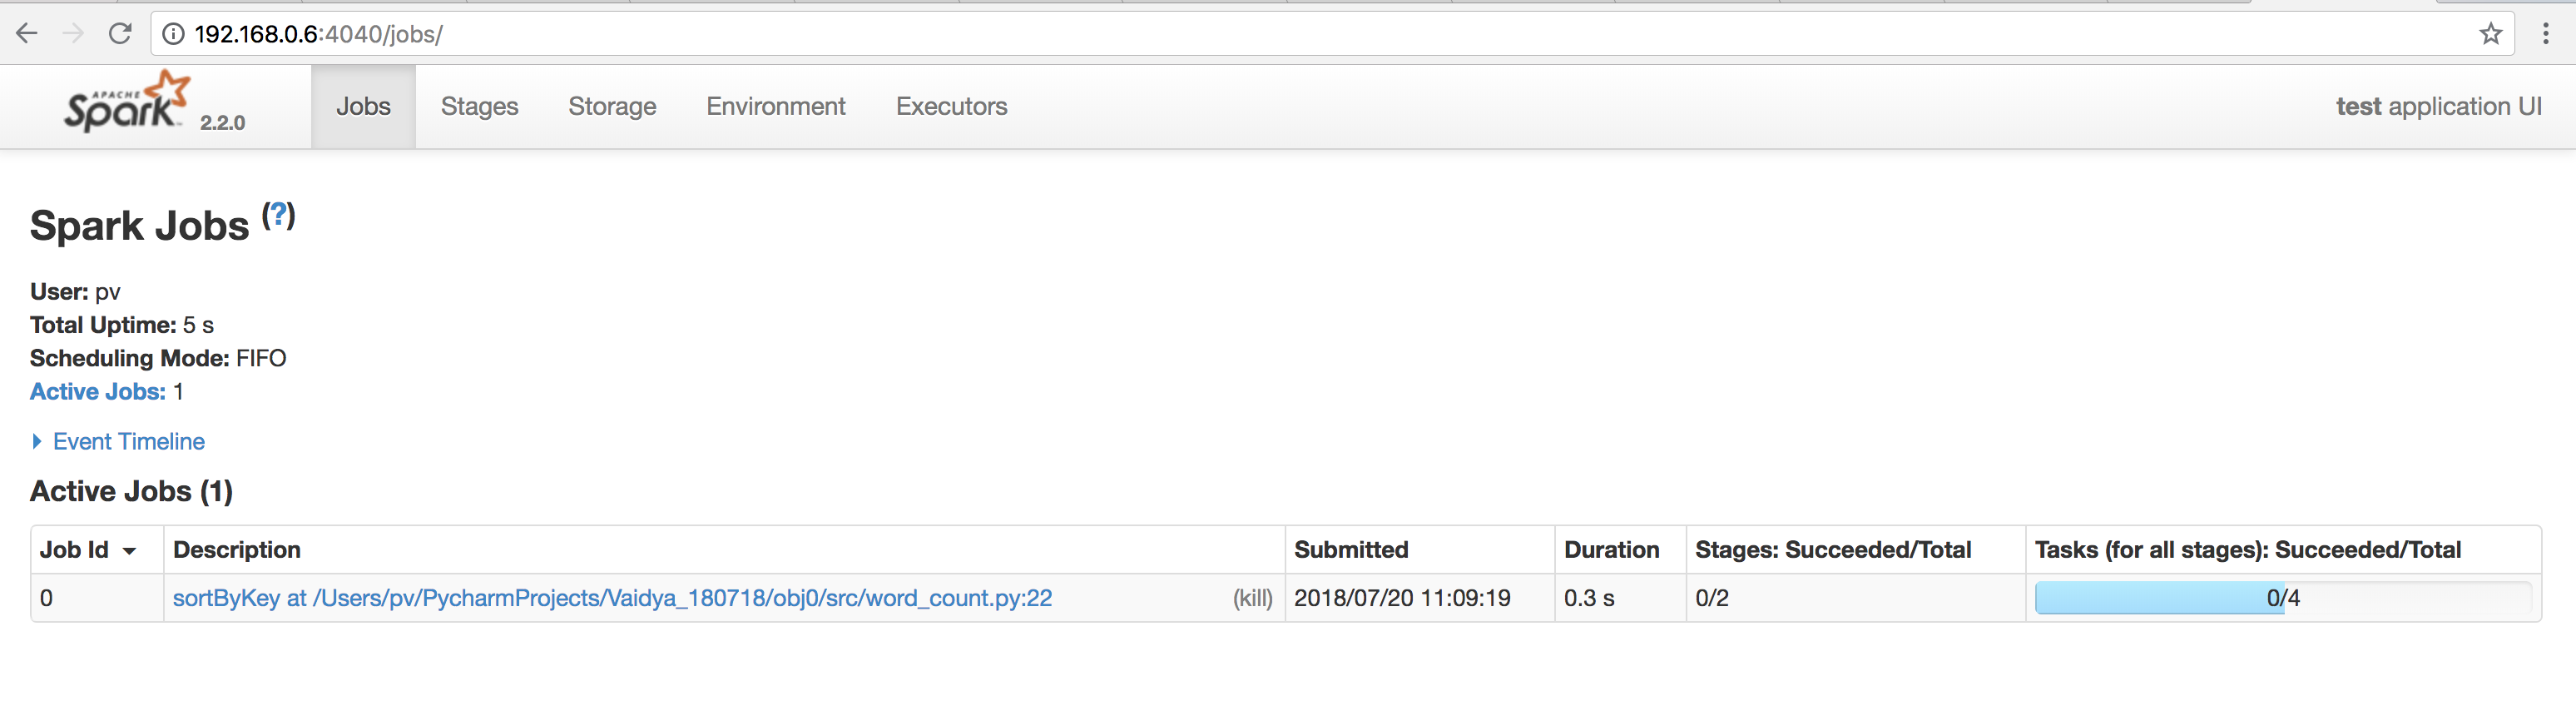 192.168.0.6:4040/jobs/
APACHE Spark™ 2.2.0 Jobs Stages Storage Environment Executors test application UI
Spark Jobs (?)
User: pv
Total Uptime: 5 s
Scheduling Mode: FIFO
Active Jobs: 1
Event Timeline
Active Jobs (1)
Job Id Description Submitted Duration Stages: Succeeded/Total Tasks (for all stages): Succeeded/Total
0 sortByKey at /Users/pv/PycharmProjects/Vaidya_180718/obj0/src/word_count.py:22 (kill) 2018/07/20 11:09:19 0.3 s 0/2 0/4